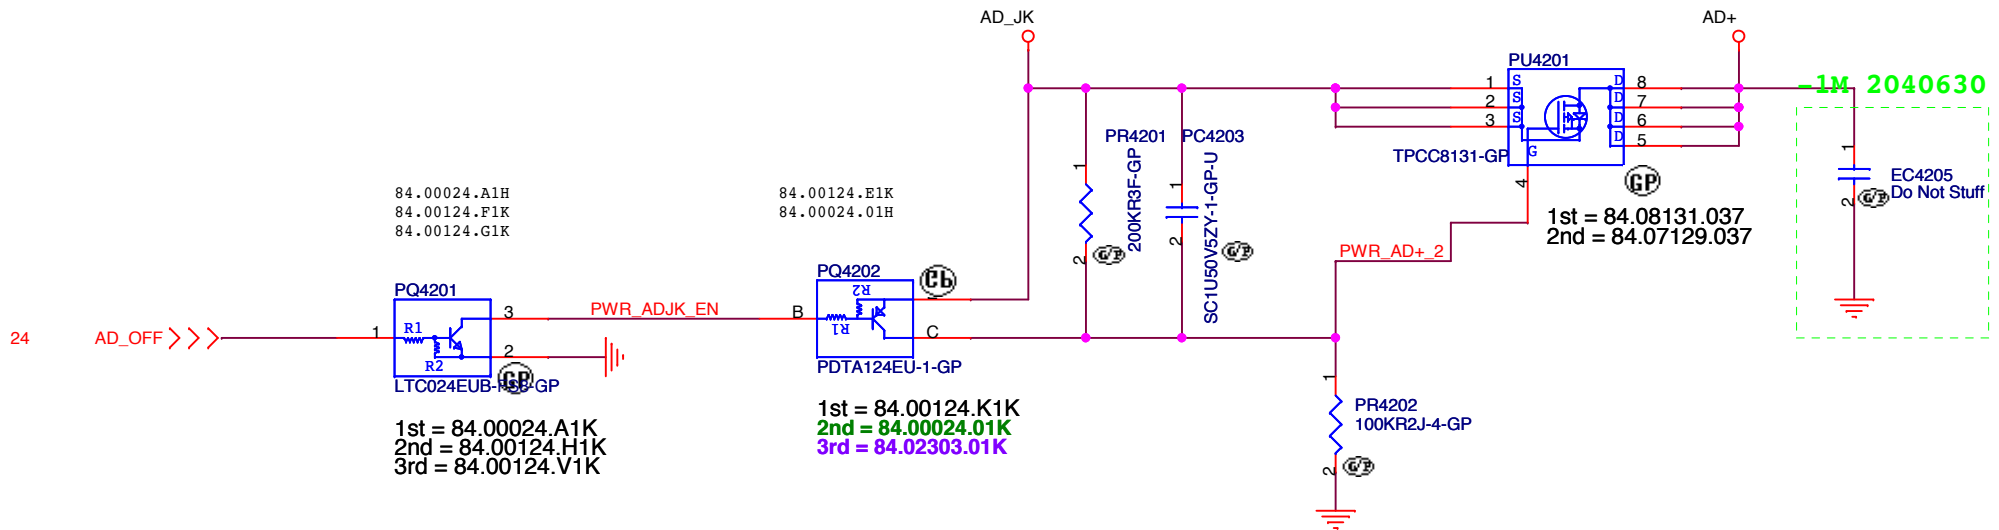 AD_JK
AD+
PU4201
-1M 2040630
1
2
3
S
S
S
G
D
D
D
D
8
7
6
5
4
TPCC8131-GP
GP
1st = 84.08131.037
2nd = 84.07129.037
PR4201
200KR3F-GP
1
2
G/P
PC4203
SC1U50V5ZY-1-GP-U
1
2
G/P
EC4205
Do Not Stuff
1
2
G/P
PWR_AD+_2
84.00024.A1H
84.00124.F1K
84.00124.G1K
84.00124.E1K
84.00024.01H
PQ4201
24
AD_OFF
1
R1
R2
3
2
GP
PWR_ADJK_EN
1st = 84.00024.A1K
2nd = 84.00124.H1K
3rd = 84.00124.V1K
PQ4202
B
R1
R2
C
PDTA124EU-1-GP
1st = 84.00124.K1K
2nd = 84.00024.01K
3rd = 84.02303.01K
PR4202
100KR2J-4-GP
1
2
G/P